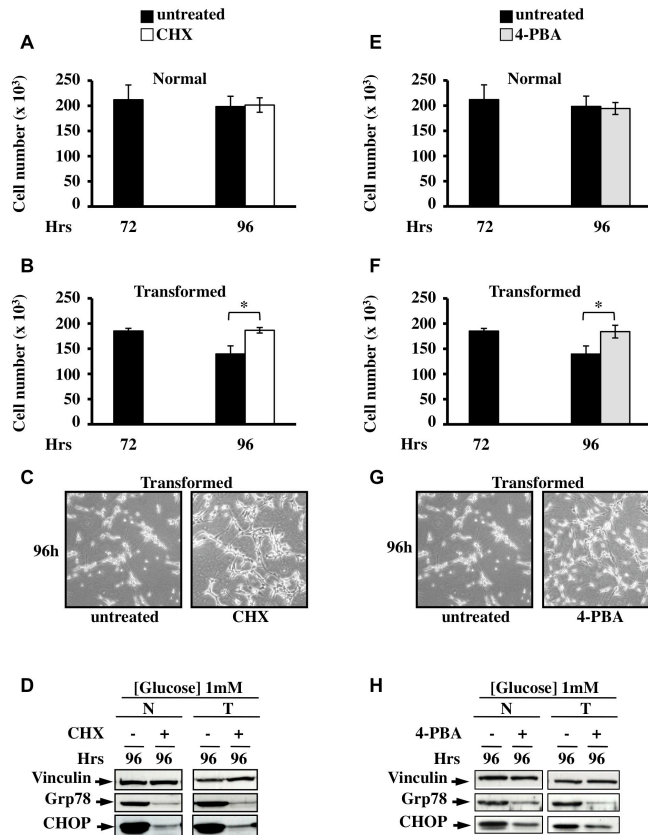 untreated
CHX
A
Normal
Cell number (x 10³)
250
200
150
100
50
0
Hrs
72
96
B
Transformed
*
Cell number (x 10³)
250
200
150
100
50
0
Hrs
72
96
C
Transformed
96h
untreated
CHX
D
[Glucose] 1mM
N
T
CHX
- + - +
Hrs 96 96 96 96
Vinculin
Grp78
CHOP
untreated
4-PBA
E
Normal
Cell number (x 10³)
250
200
150
100
50
0
Hrs
72
96
F
Transformed
*
Cell number (x 10³)
250
200
150
100
50
0
Hrs
72
96
G
Transformed
96h
untreated
4-PBA
H
[Glucose] 1mM
N
T
4-PBA
- + - +
Hrs 96 96 96 96
Vinculin
Grp78
CHOP